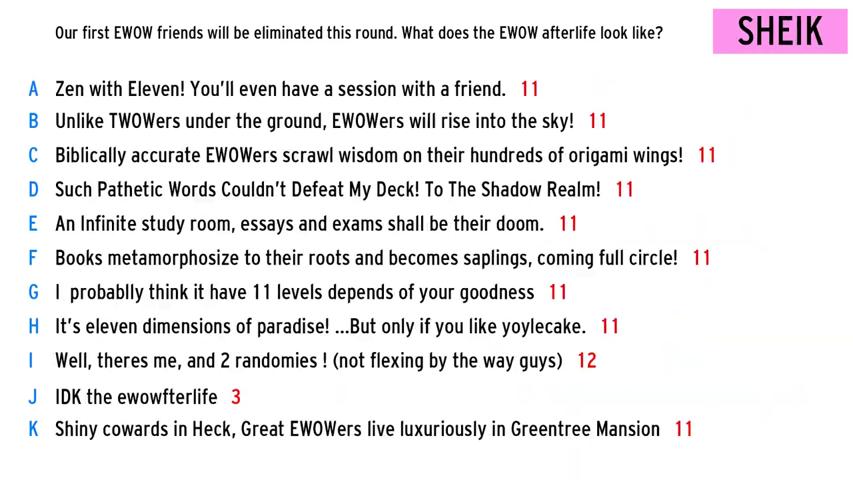 Our first EWOW friends will be eliminated this round. What does the EWOW afterlife look like?
SHEIK
A Zen with Eleven! You'll even have a session with a friend. 11
B Unlike TWOWers under the ground, EWOWers will rise into the sky! 11
C Biblically accurate EWOWers scrawl wisdom on their hundreds of origami wings! 11
D Such Pathetic Words Couldn't Defeat My Deck! To The Shadow Realm! 11
E An Infinite study room, essays and exams shall be their doom. 11
F Books metamorphosize to their roots and becomes saplings, coming full circle! 11
G I probablly think it have 11 levels depends of your goodness 11
H It's eleven dimensions of paradise! ...But only if you like yoylecake. 11
I Well, theres me, and 2 randomies ! (not flexing by the way guys) 12
J IDK the ewowfterlife 3
K Shiny cowards in Heck, Great EWOWers live luxuriously in Greentree Mansion 11